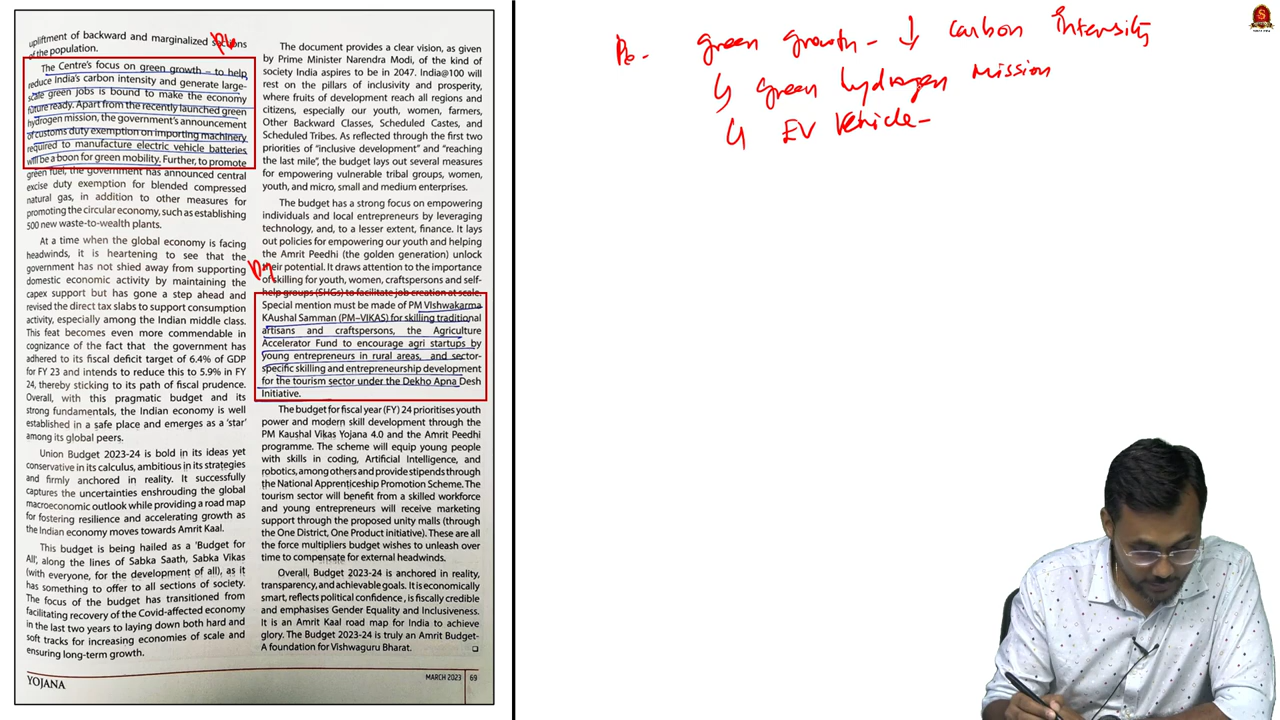 upliftment of backward and marginalized sections
of the population.
The Centre's focus on green growth – to help
reduce India's carbon intensity and generate large-
scale green jobs is bound to make the economy
future ready. Apart from the recently launched green
hydrogen mission, the government's announcement
of customs duty exemption on importing machinery
required to manufacture electric vehicle batteries
will be a boon for green mobility. Further, to promote
green fuel, the government has announced central
excise duty exemption for blended compressed
natural gas, in addition to other measures for
promoting the circular economy, such as establishing
500 new waste-to-wealth plants.
At a time when the global economy is facing
headwinds, it is heartening to see that the
government has not shied away from supporting
domestic economic activity by maintaining the
capex support but has gone a step ahead and
revised the direct tax slabs to support consumption
activity, especially among the Indian middle class.
This feat becomes even more commendable in
cognizance of the fact that the government has
adhered to its fiscal deficit target of 6.4% of GDP
for FY 23 and intends to reduce this to 5.9% in FY
24, thereby sticking to its path of fiscal prudence.
Overall, with this pragmatic budget and its
strong fundamentals, the Indian economy is well
established in a safe place and emerges as a 'star'
among its global peers.
Union Budget 2023-24 is bold in its ideas yet
conservative in its calculus, ambitious in its strategies
and firmly anchored in reality. It successfully
captures the uncertainties enshrouding the global
macroeconomic outlook while providing a road map
for fostering resilience and accelerating growth as
the Indian economy moves towards Amrit Kaal.
This budget is being hailed as a 'Budget for
All', along the lines of Sabka Saath, Sabka Vikas
(with everyone, for the development of all), as it
has something to offer to all sections of society.
The focus of the budget has transitioned from
facilitating recovery of the Covid-affected economy
in the last two years to laying down both hard and
soft tracks for increasing economies of scale and
ensuring long-term growth.
The document provides a clear vision, as given
by Prime Minister Narendra Modi, of the kind of
society India aspires to be in 2047. India@100 will
rest on the pillars of inclusivity and prosperity,
where fruits of development reach all regions and
citizens, especially our youth, women, farmers,
Other Backward Classes, Scheduled Castes, and
Scheduled Tribes. As reflected through the first two
priorities of "inclusive development" and "reaching
the last mile", the budget lays out several measures
for empowering vulnerable tribal groups, women,
youth, and micro, small and medium enterprises.
The budget has a strong focus on empowering
individuals and local entrepreneurs by leveraging
technology, and, to a lesser extent, finance. It lays
out policies for empowering our youth and helping
the Amrit Peedhi (the golden generation) unlock
their potential. It draws attention to the importance
of skilling for youth, women, craftspersons and self-
help groups (SHGs) to facilitate job creation at scale.
Special mention must be made of PM Vishwakarma
KAushal Samman (PM–VIKAS) for skilling traditional
artisans and craftspersons, the Agriculture
Accelerator Fund to encourage agri startups by
young entrepreneurs in rural areas, and sector-
specific skilling and entrepreneurship development
for the tourism sector under the Dekho Apna Desh
Initiative.
The budget for fiscal year (FY) 24 prioritises youth
power and modern skill development through the
PM Kaushal Vikas Yojana 4.0 and the Amrit Peedhi
programme. The scheme will equip young people
with skills in coding, Artificial Intelligence, and
robotics, among others and provide stipends through
the National Apprenticeship Promotion Scheme. The
tourism sector will benefit from a skilled workforce
and young entrepreneurs will receive marketing
support through the proposed unity malls (through
the One District, One Product initiative). These are all
the force multipliers budget wishes to unleash over
time to compensate for external headwinds.
Overall, Budget 2023-24 is anchored in reality,
transparency, and achievable goals. It is economically
smart, reflects political confidence, is fiscally credible
and emphasises Gender Equality and Inclusiveness.
It is an Amrit Kaal road map for India to achieve
glory. The Budget 2023-24 is truly an Amrit Budget-
A foundation for Vishwaguru Bharat.
YOJANA
MARCH 2023 69
green growth - ↓ carbon Intensity
↳ green hydrogen Mission
↳ EV Vehicle-